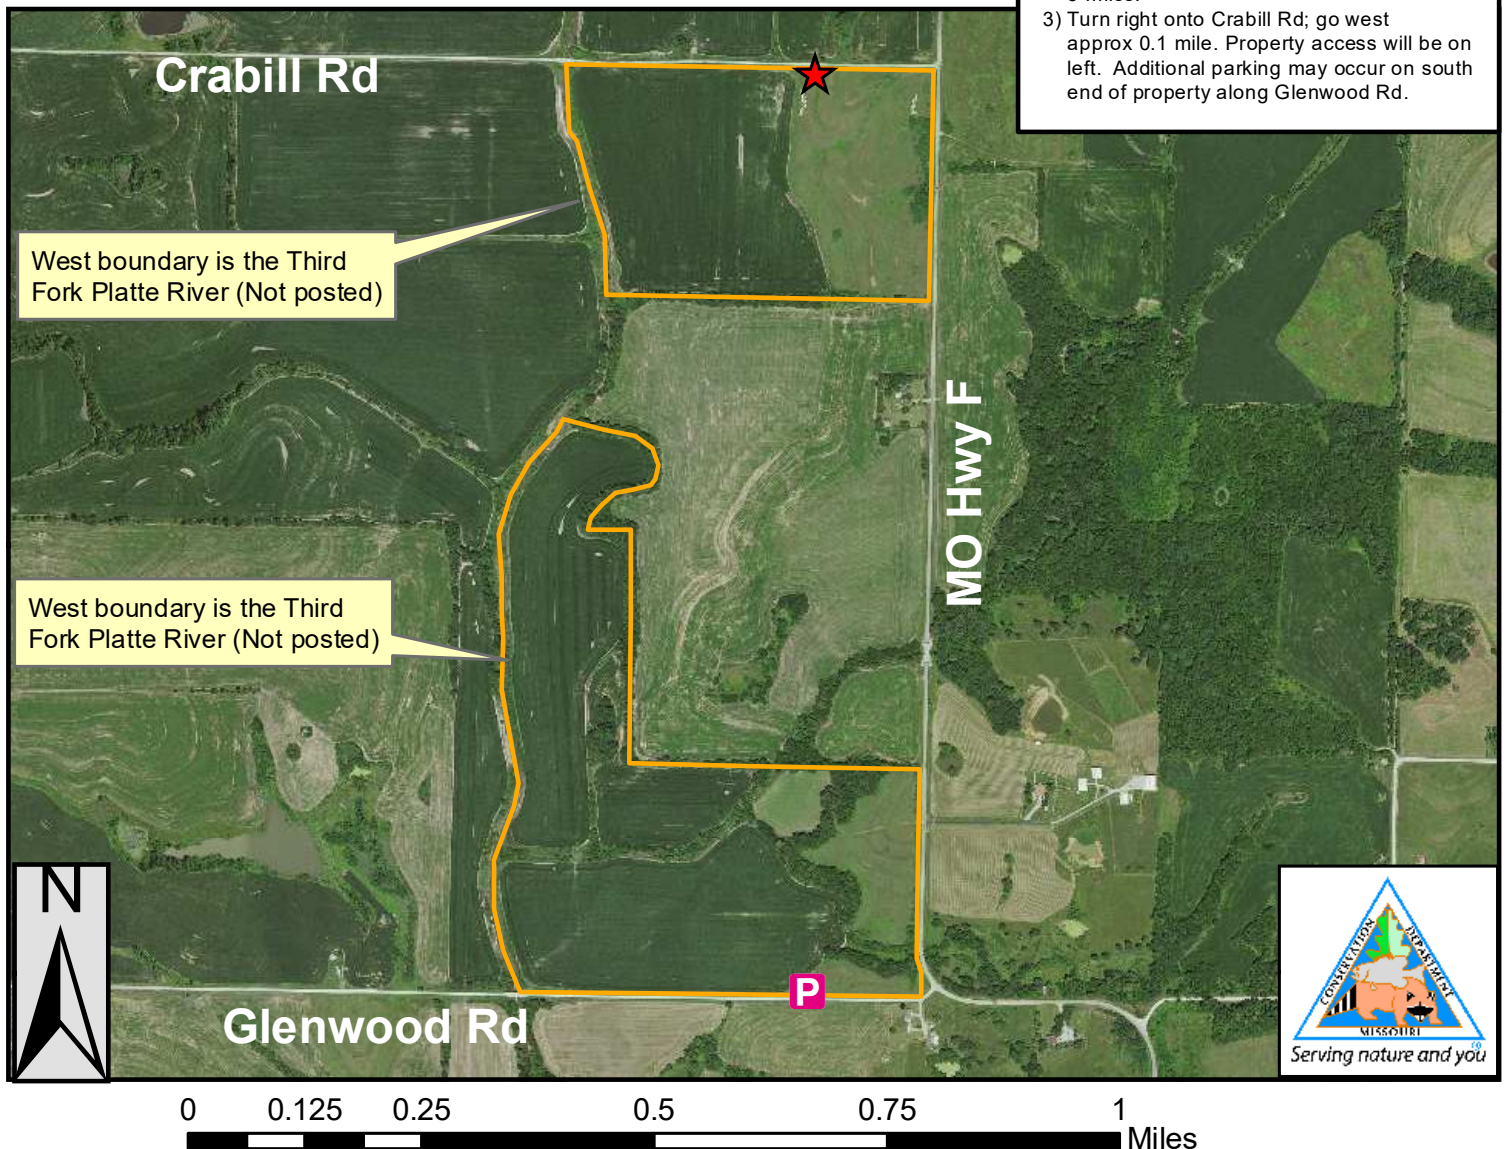 3) Turn right onto Crabill Rd; go west
approx 0.1 mile. Property access will be on
left. Additional parking may occur on south
end of property along Glenwood Rd.
Crabill Rd
West boundary is the Third
Fork Platte River (Not posted)
MO Hwy F
West boundary is the Third
Fork Platte River (Not posted)
N
P
Glenwood Rd
CONSERVATION
DEPARTMENT
MISSOURI
Serving nature and you
0 0.125 0.25 0.5 0.75 1
Miles